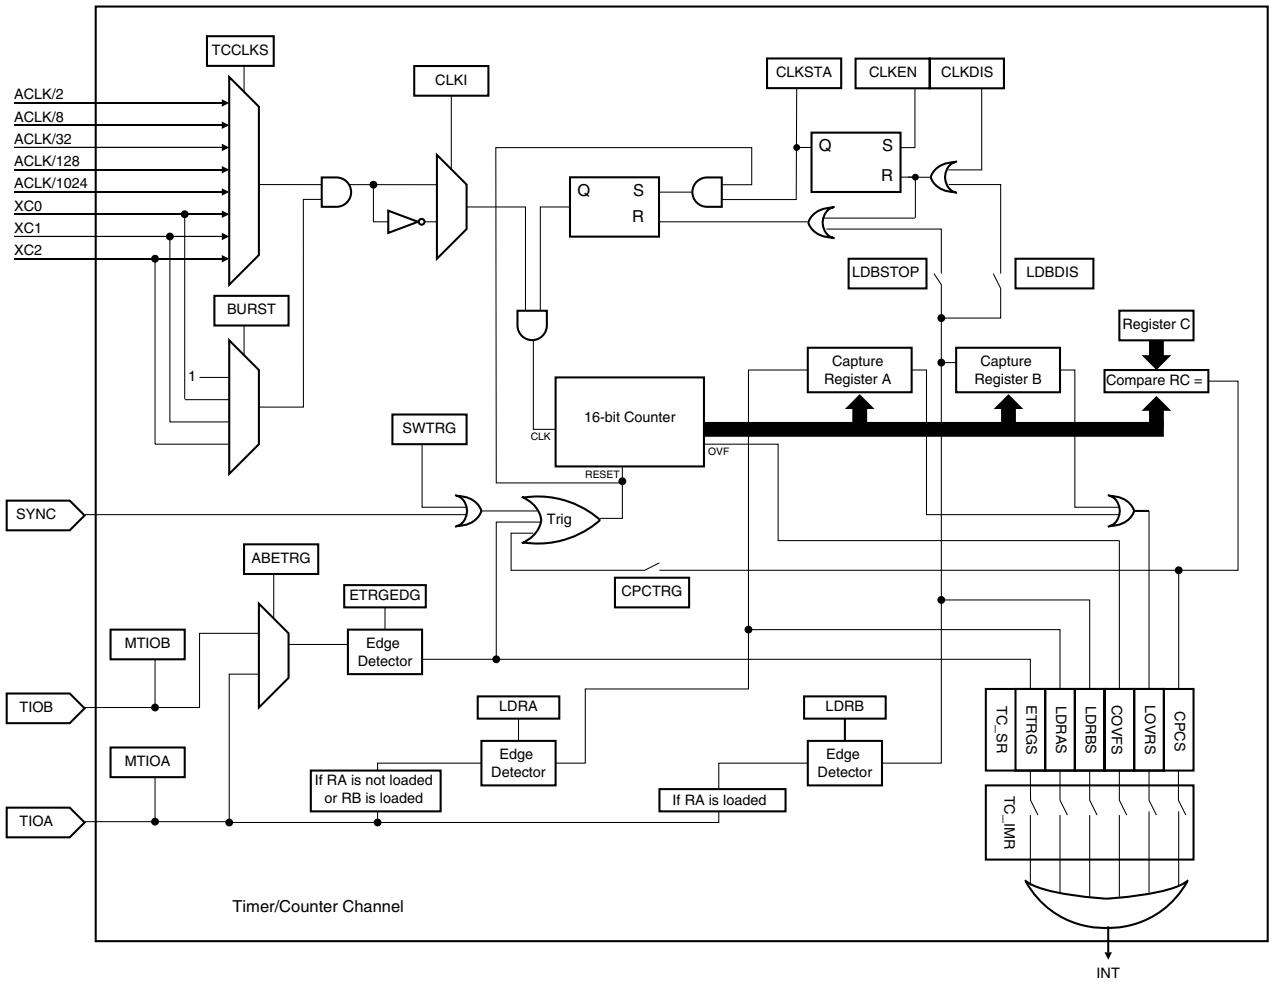 TCCLKS
CLKI
CLKSTA
CLKEN
CLKDIS
ACLK/2
ACLK/8
ACLK/32
ACLK/128
ACLK/1024
XC0
XC1
XC2
Q
S
R
Q
S
R
LDBSTOP
LDBDIS
BURST
1
Register C
Capture
Register A
Capture
Register B
Compare RC =
16-bit Counter
CLK
OVF
RESET
SWTRG
SYNC
Trig
ABETRG
CPCTRG
ETRGEDG
MTIOB
Edge
Detector
TIOB
LDRA
LDRB
MTIOA
Edge
Detector
Edge
Detector
If RA is not loaded
or RB is loaded
If RA is loaded
TIOA
TC_SR
ETRGS
LDRAS
LDRBS
COVFS
LOVRS
CPCS
TC_IMR
Timer/Counter Channel
INT